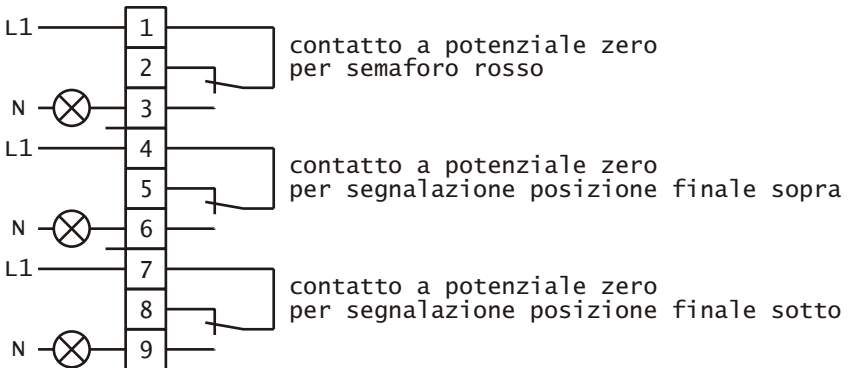 L1 1
contatto a potenziale zero
2
per semaforo rosso
N 3
L1 4
contatto a potenziale zero
5
per segnalazione posizione finale sopra
N 6
L1 7
contatto a potenziale zero
8
per segnalazione posizione finale sotto
N 9